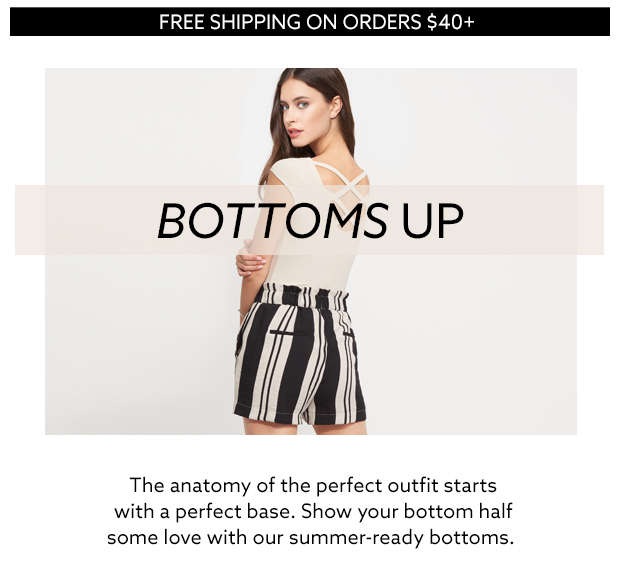 FREE SHIPPING ON ORDERS $40+
BOTTOMS UP
The anatomy of the perfect outfit starts
with a perfect base. Show your bottom half
some love with our summer-ready bottoms.